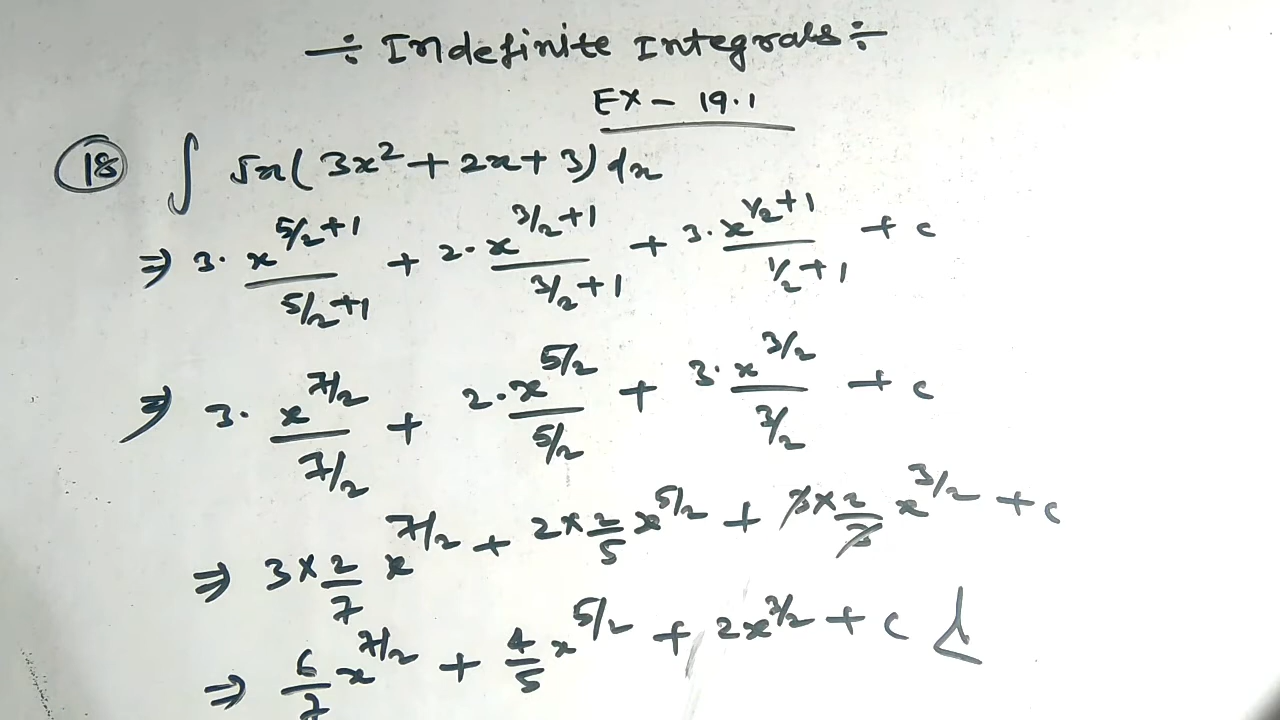 ÷ Indefinite Integrals ÷
EX - 19.1
(18) ∫ √x ( 3x² + 2x + 3) dx
⇒ 3. x^(5/2+1) / (5/2+1) + 2. x^(3/2+1) / (3/2+1) + 3. x^(1/2+1) / (1/2+1) + c
⇒ 3. x^(7/2) / (7/2) + 2. x^(5/2) / (5/2) + 3. x^(3/2) / (3/2) + c
⇒ 3 × 2/7 x^(7/2) + 2 × 2/5 x^(5/2) + 3 × 2/3 x^(3/2) + c
⇒ 6/7 x^(7/2) + 4/5 x^(5/2) + 2x^(3/2) + c